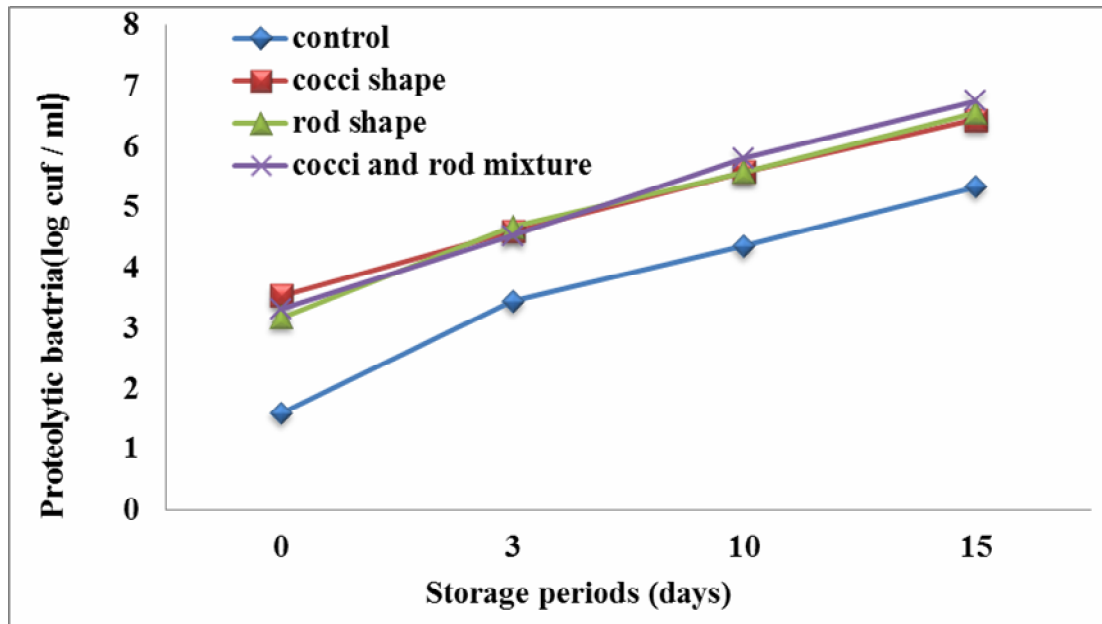 8
7
6
5
4
3
2
1
0
control
cocci shape
rod shape
cocci and rod mixture
Proteolytic bactria(log cuf / ml)
0 3 10 15
Storage periods (days)